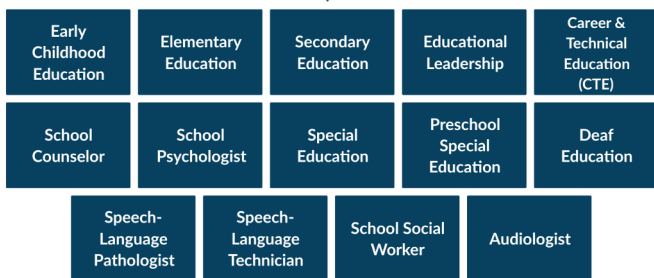 Early
Childhood
Education
Elementary
Education
Secondary
Education
Educational
Leadership
Career &
Technical
Education
(CTE)
School
Counselor
School
Psychologist
Special
Education
Preschool
Special
Education
Deaf
Education
Speech-
Language
Pathologist
Speech-
Language
Technician
School Social
Worker
Audiologist